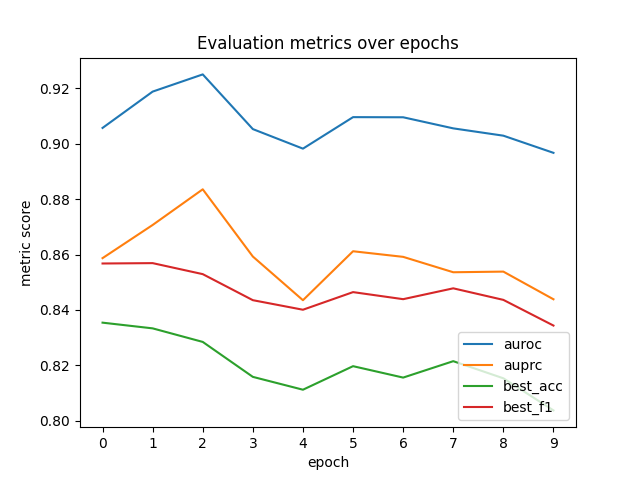 Evaluation metrics over epochs
metric score
0.92
0.90
0.88
0.86
0.84
0.82
0.80
auroc
auprc
best_acc
best_f1
0 1 2 3 4 5 6 7 8 9
epoch